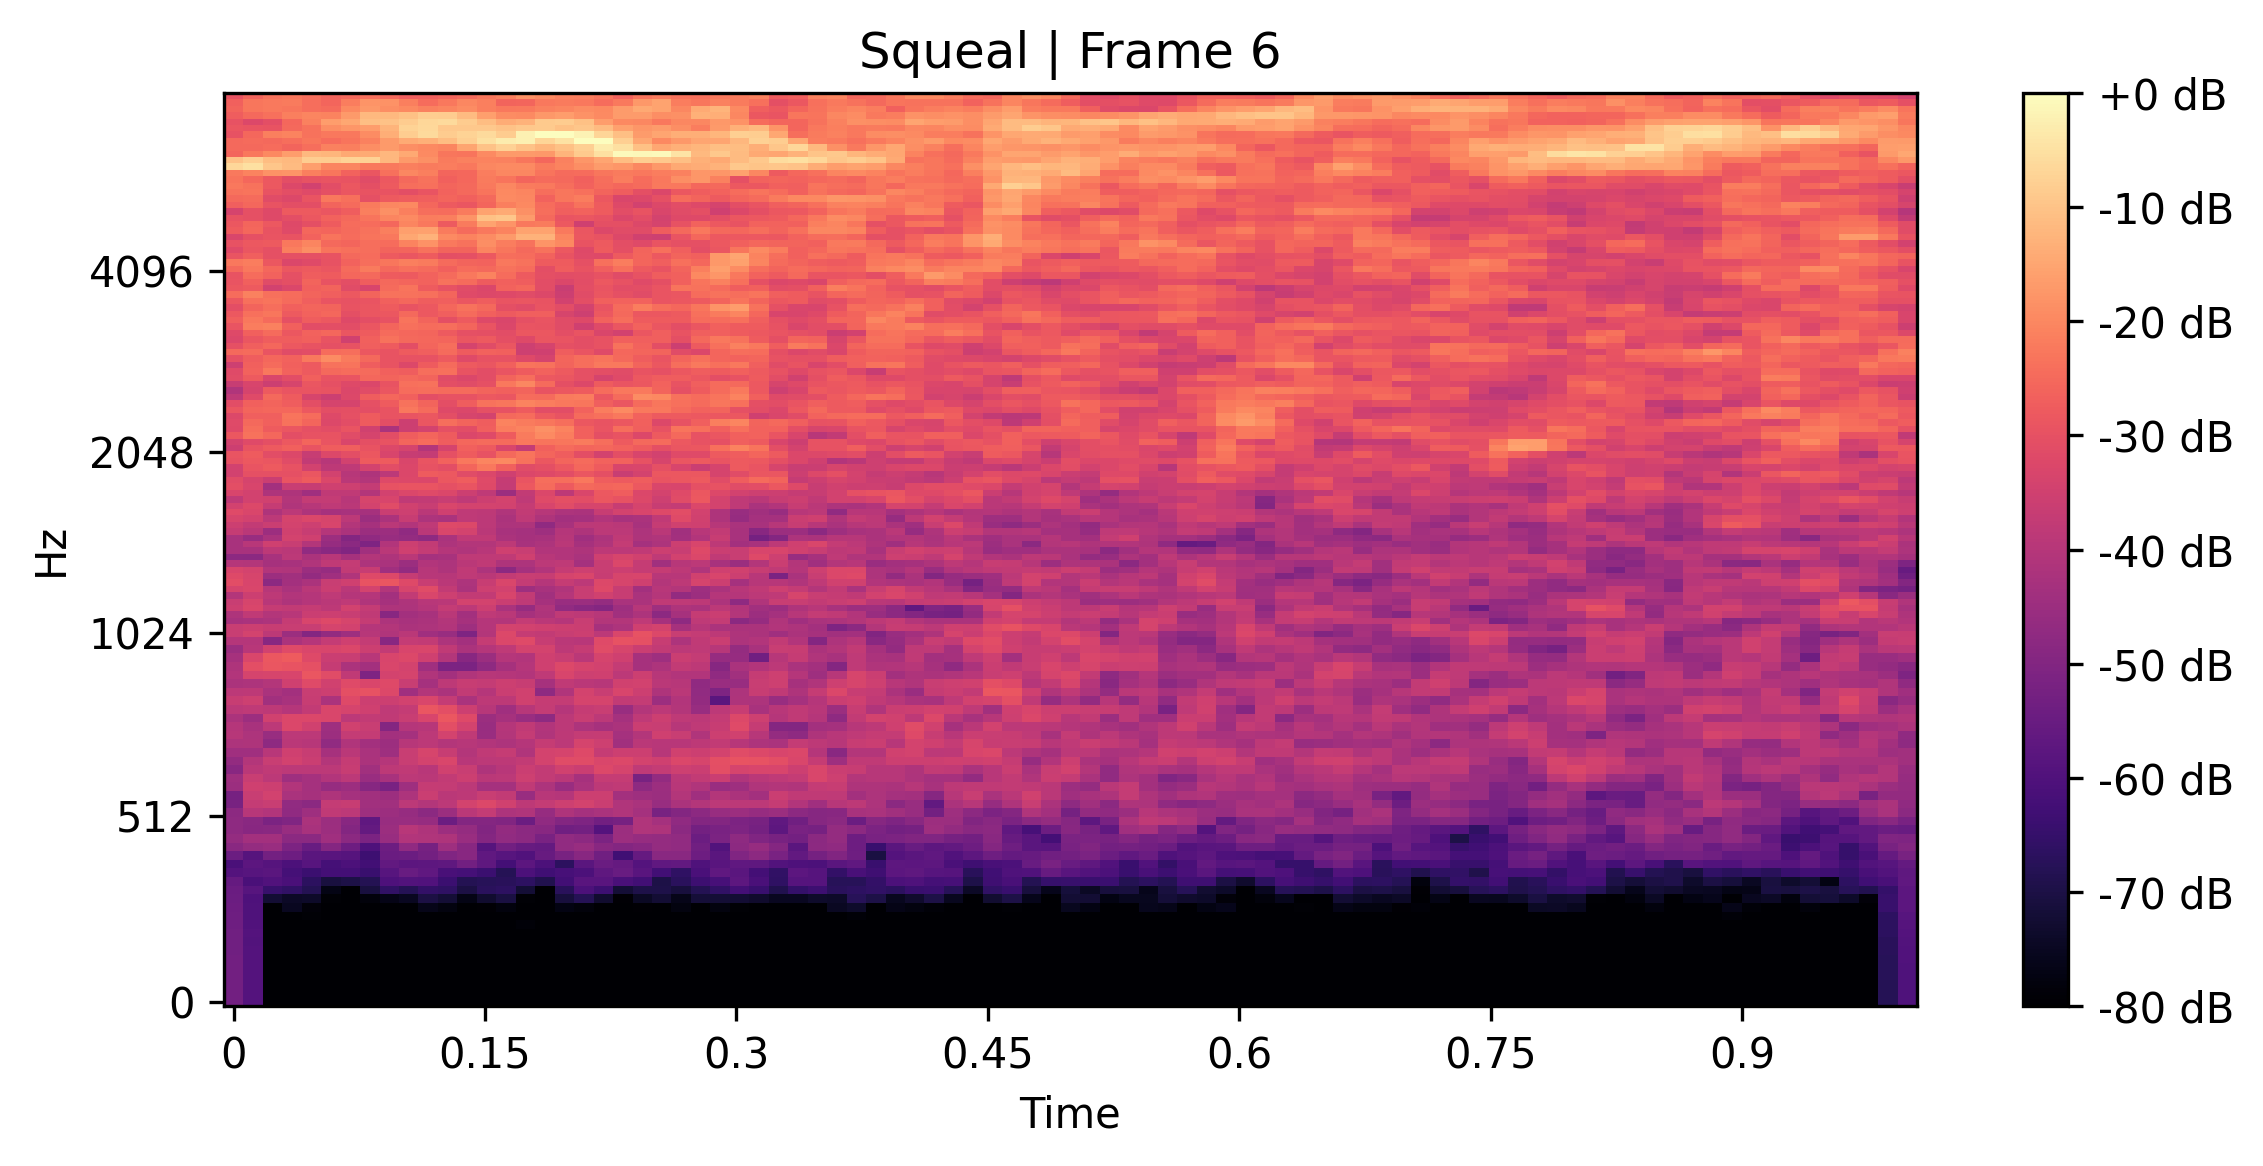 Squeal | Frame 6
+0 dB
-10 dB
-20 dB
-30 dB
-40 dB
-50 dB
-60 dB
-70 dB
-80 dB
Hz
4096
2048
1024
512
0
0 0.15 0.3 0.45 0.6 0.75 0.9
Time